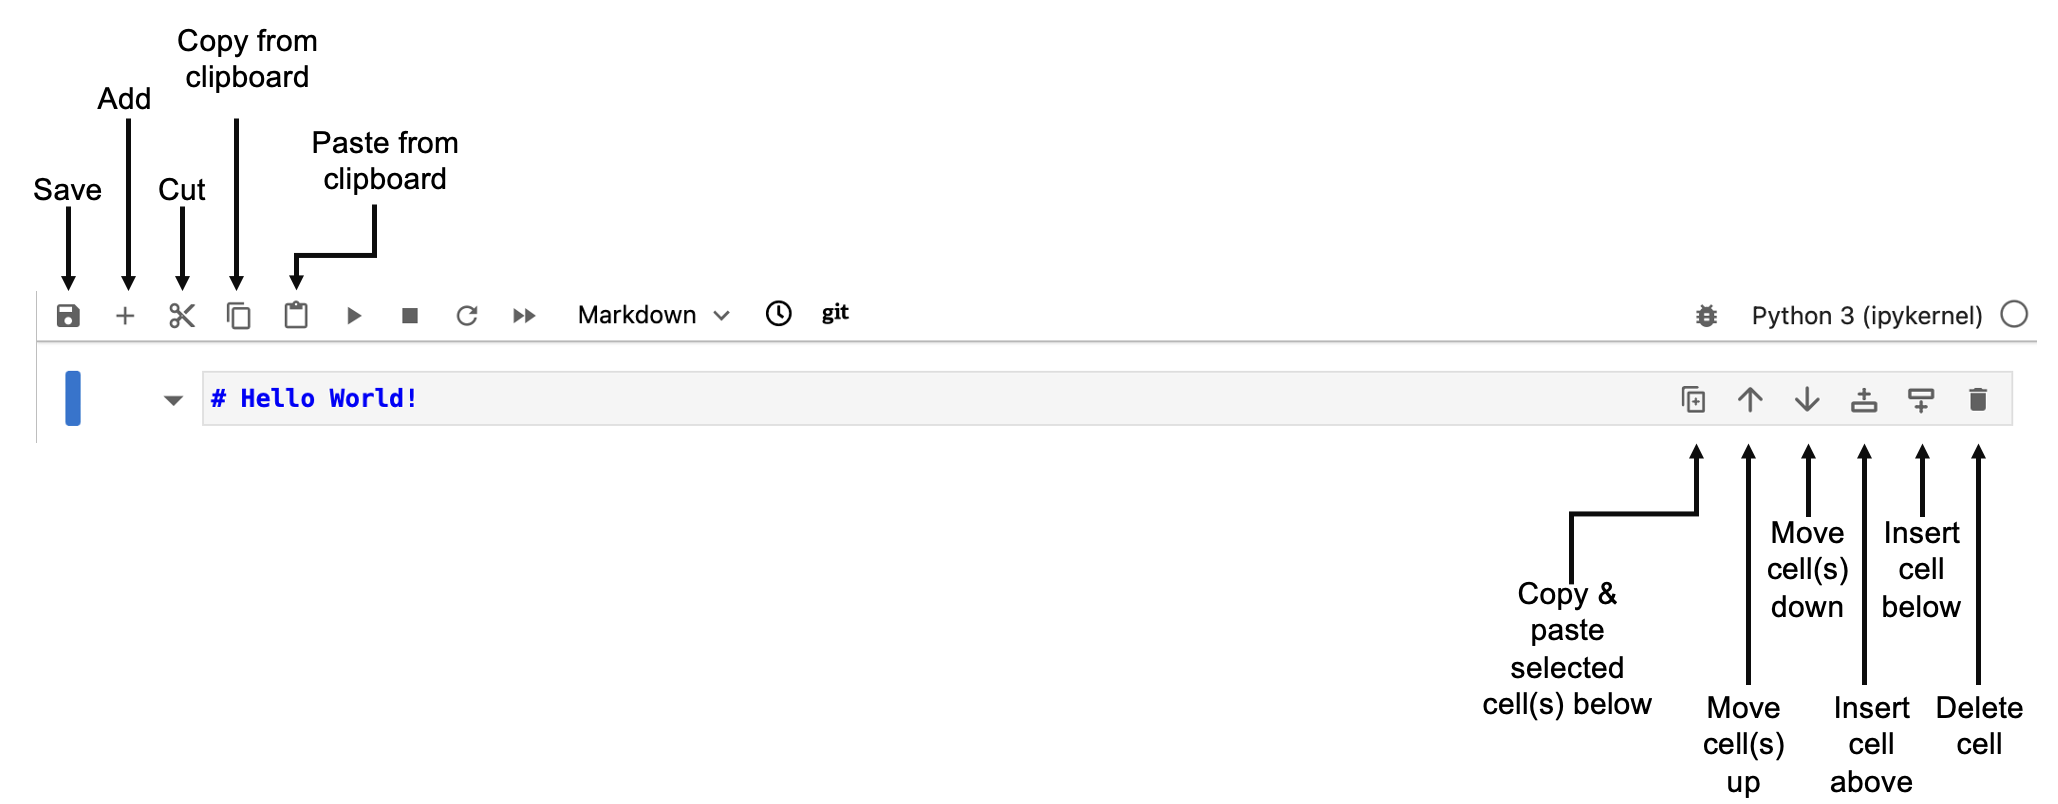 Copy from
clipboard
Add
Paste from
clipboard
Save
Cut
Markdown
git
Python 3 (ipykernel)
# Hello World!
Copy &
paste
selected
cell(s) below
Move
cell(s)
up
Move
cell(s)
down
Insert
cell
above
Insert
cell
below
Delete
cell